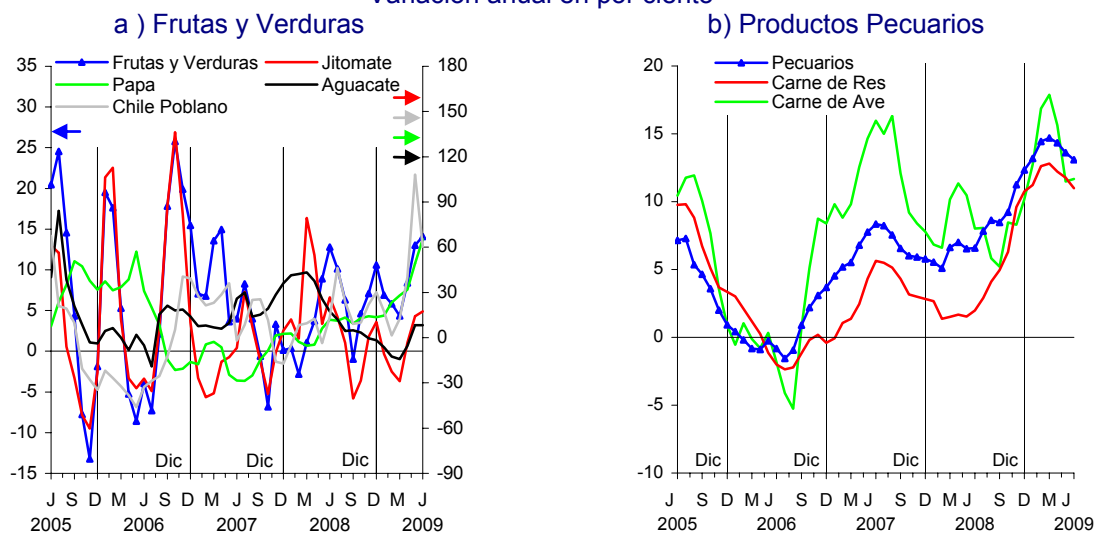 Variación anual en por ciento
a ) Frutas y Verduras
Frutas y Verduras
Jitomate
Papa
Aguacate
Chile Poblano
35
30
25
20
15
10
5
0
-5
-10
-15
180
150
120
90
60
30
0
-30
-60
-90
Dic Dic Dic
J S D M J S D M J S D M J S D M J
2005 2006 2007 2008 2009
b) Productos Pecuarios
Pecuarios
Carne de Res
Carne de Ave
20
15
10
5
0
-5
-10
Dic Dic Dic Dic
J S D M J S D M J S D M J S D M J
2005 2006 2007 2008 2009